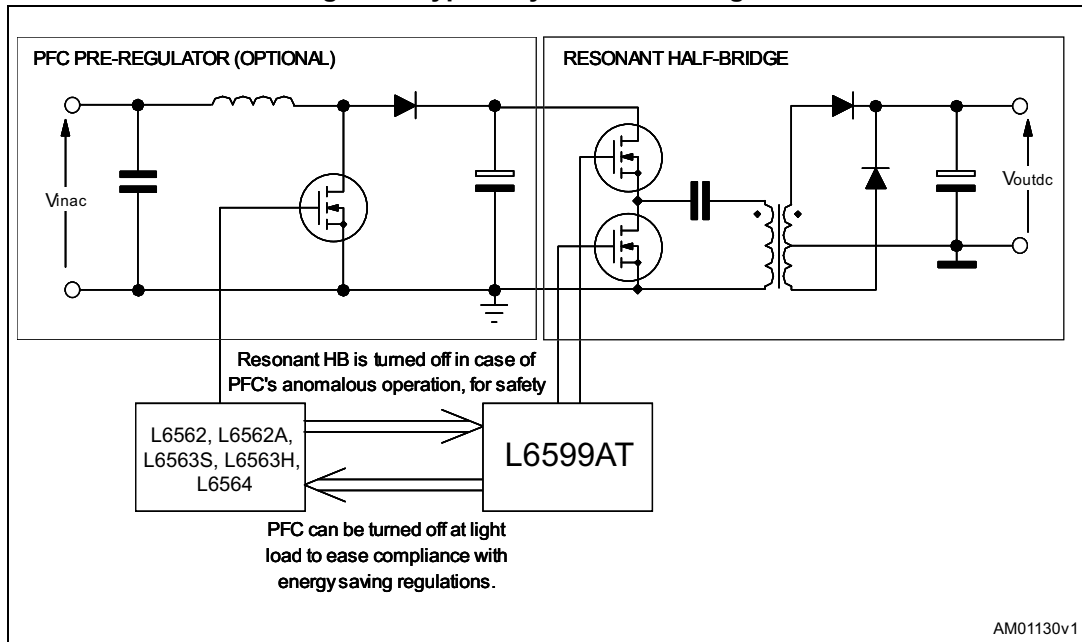 PFC PRE-REGULATOR (OPTIONAL)
RESONANT HALF-BRIDGE
Vinac
Voutdc
Resonant HB is turned off in case of
PFC's anomalous operation, for safety
L6562, L6562A,
L6563S, L6563H,
L6564
L6599AT
PFC can be turned off at light
load to ease compliance with
energy saving regulations.
AM01130v1